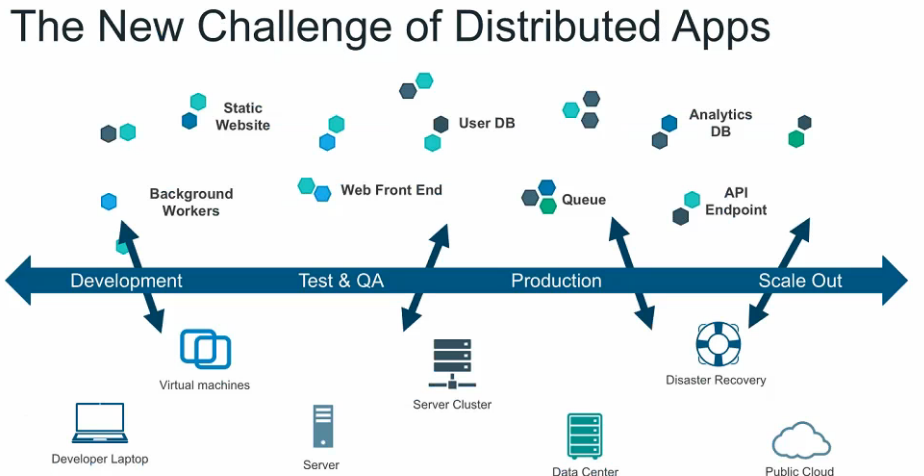 The New Challenge of Distributed Apps
Static
Website
User DB
Analytics
DB
Background
Workers
Web Front End
Queue
API
Endpoint
Development
Test & QA
Production
Scale Out
Virtual machines
Server Cluster
Disaster Recovery
Developer Laptop
Server
Data Center
Public Cloud